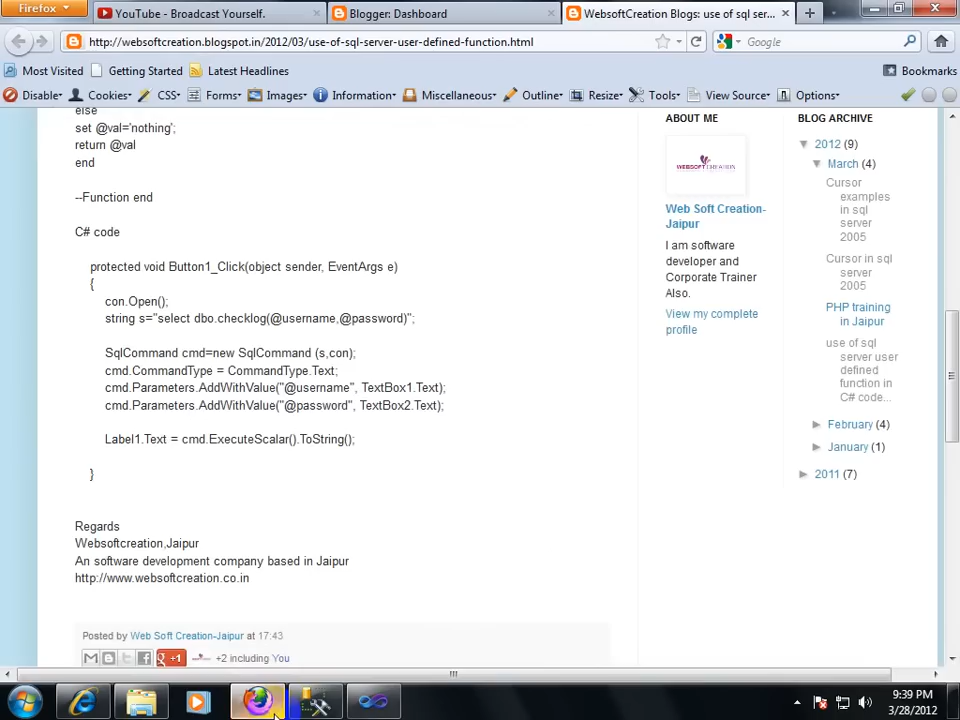 Firefox
YouTube - Broadcast Yourself.
Blogger: Dashboard
WebsoftCreation Blogs: use of sql ser...
http://websoftcreation.blogspot.in/2012/03/use-of-sql-server-user-defined-function.html
Google
Most Visited
Getting Started
Latest Headlines
Bookmarks
Disable
Cookies
CSS
Forms
Images
Information
Miscellaneous
Outline
Resize
Tools
View Source
Options
else
set @val='nothing';
return @val
end
--Function end
C# code
protected void Button1_Click(object sender, EventArgs e)
{
con.Open();
string s="select dbo.checklog(@username,@password)";
SqlCommand cmd=new SqlCommand (s,con);
cmd.CommandType = CommandType.Text;
cmd.Parameters.AddWithValue("@username", TextBox1.Text);
cmd.Parameters.AddWithValue("@password", TextBox2.Text);
Label1.Text = cmd.ExecuteScalar().ToString();
}
Regards
Websoftcreation,Jaipur
An software development company based in Jaipur
http://www.websoftcreation.co.in
Posted by Web Soft Creation-Jaipur at 17:43
+1
+2 including You
ABOUT ME
WEBSOFT CREATION
Web Soft Creation-
Jaipur
I am software
developer and
Corporate Trainer
Also.
View my complete
profile
BLOG ARCHIVE
2012 (9)
March (4)
Cursor
examples
in sql
server
2005
Cursor in sql
server
2005
PHP training
in Jaipur
use of sql
server user
defined
function in
C# code...
February (4)
January (1)
2011 (7)
9:39 PM
3/28/2012